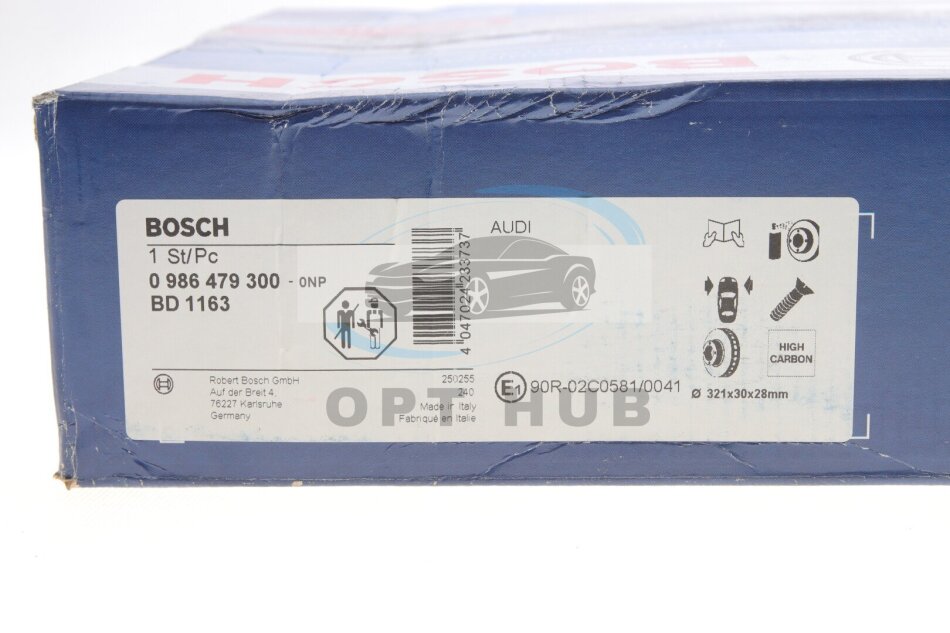 BOSCH
BOSCH
AUDI
1 St/Pc
0 986 479 300 - 0NP
BD 1163
4 047024 233737
HIGH
CARBON
Robert Bosch GmbH
Auf der Breit 4,
76227 Karlsruhe
Germany
250255
240
Made in Italy
Fabriqué en Italie
E1 90R-02C0581/0041
Ø 321x30x28mm
OPT HUB